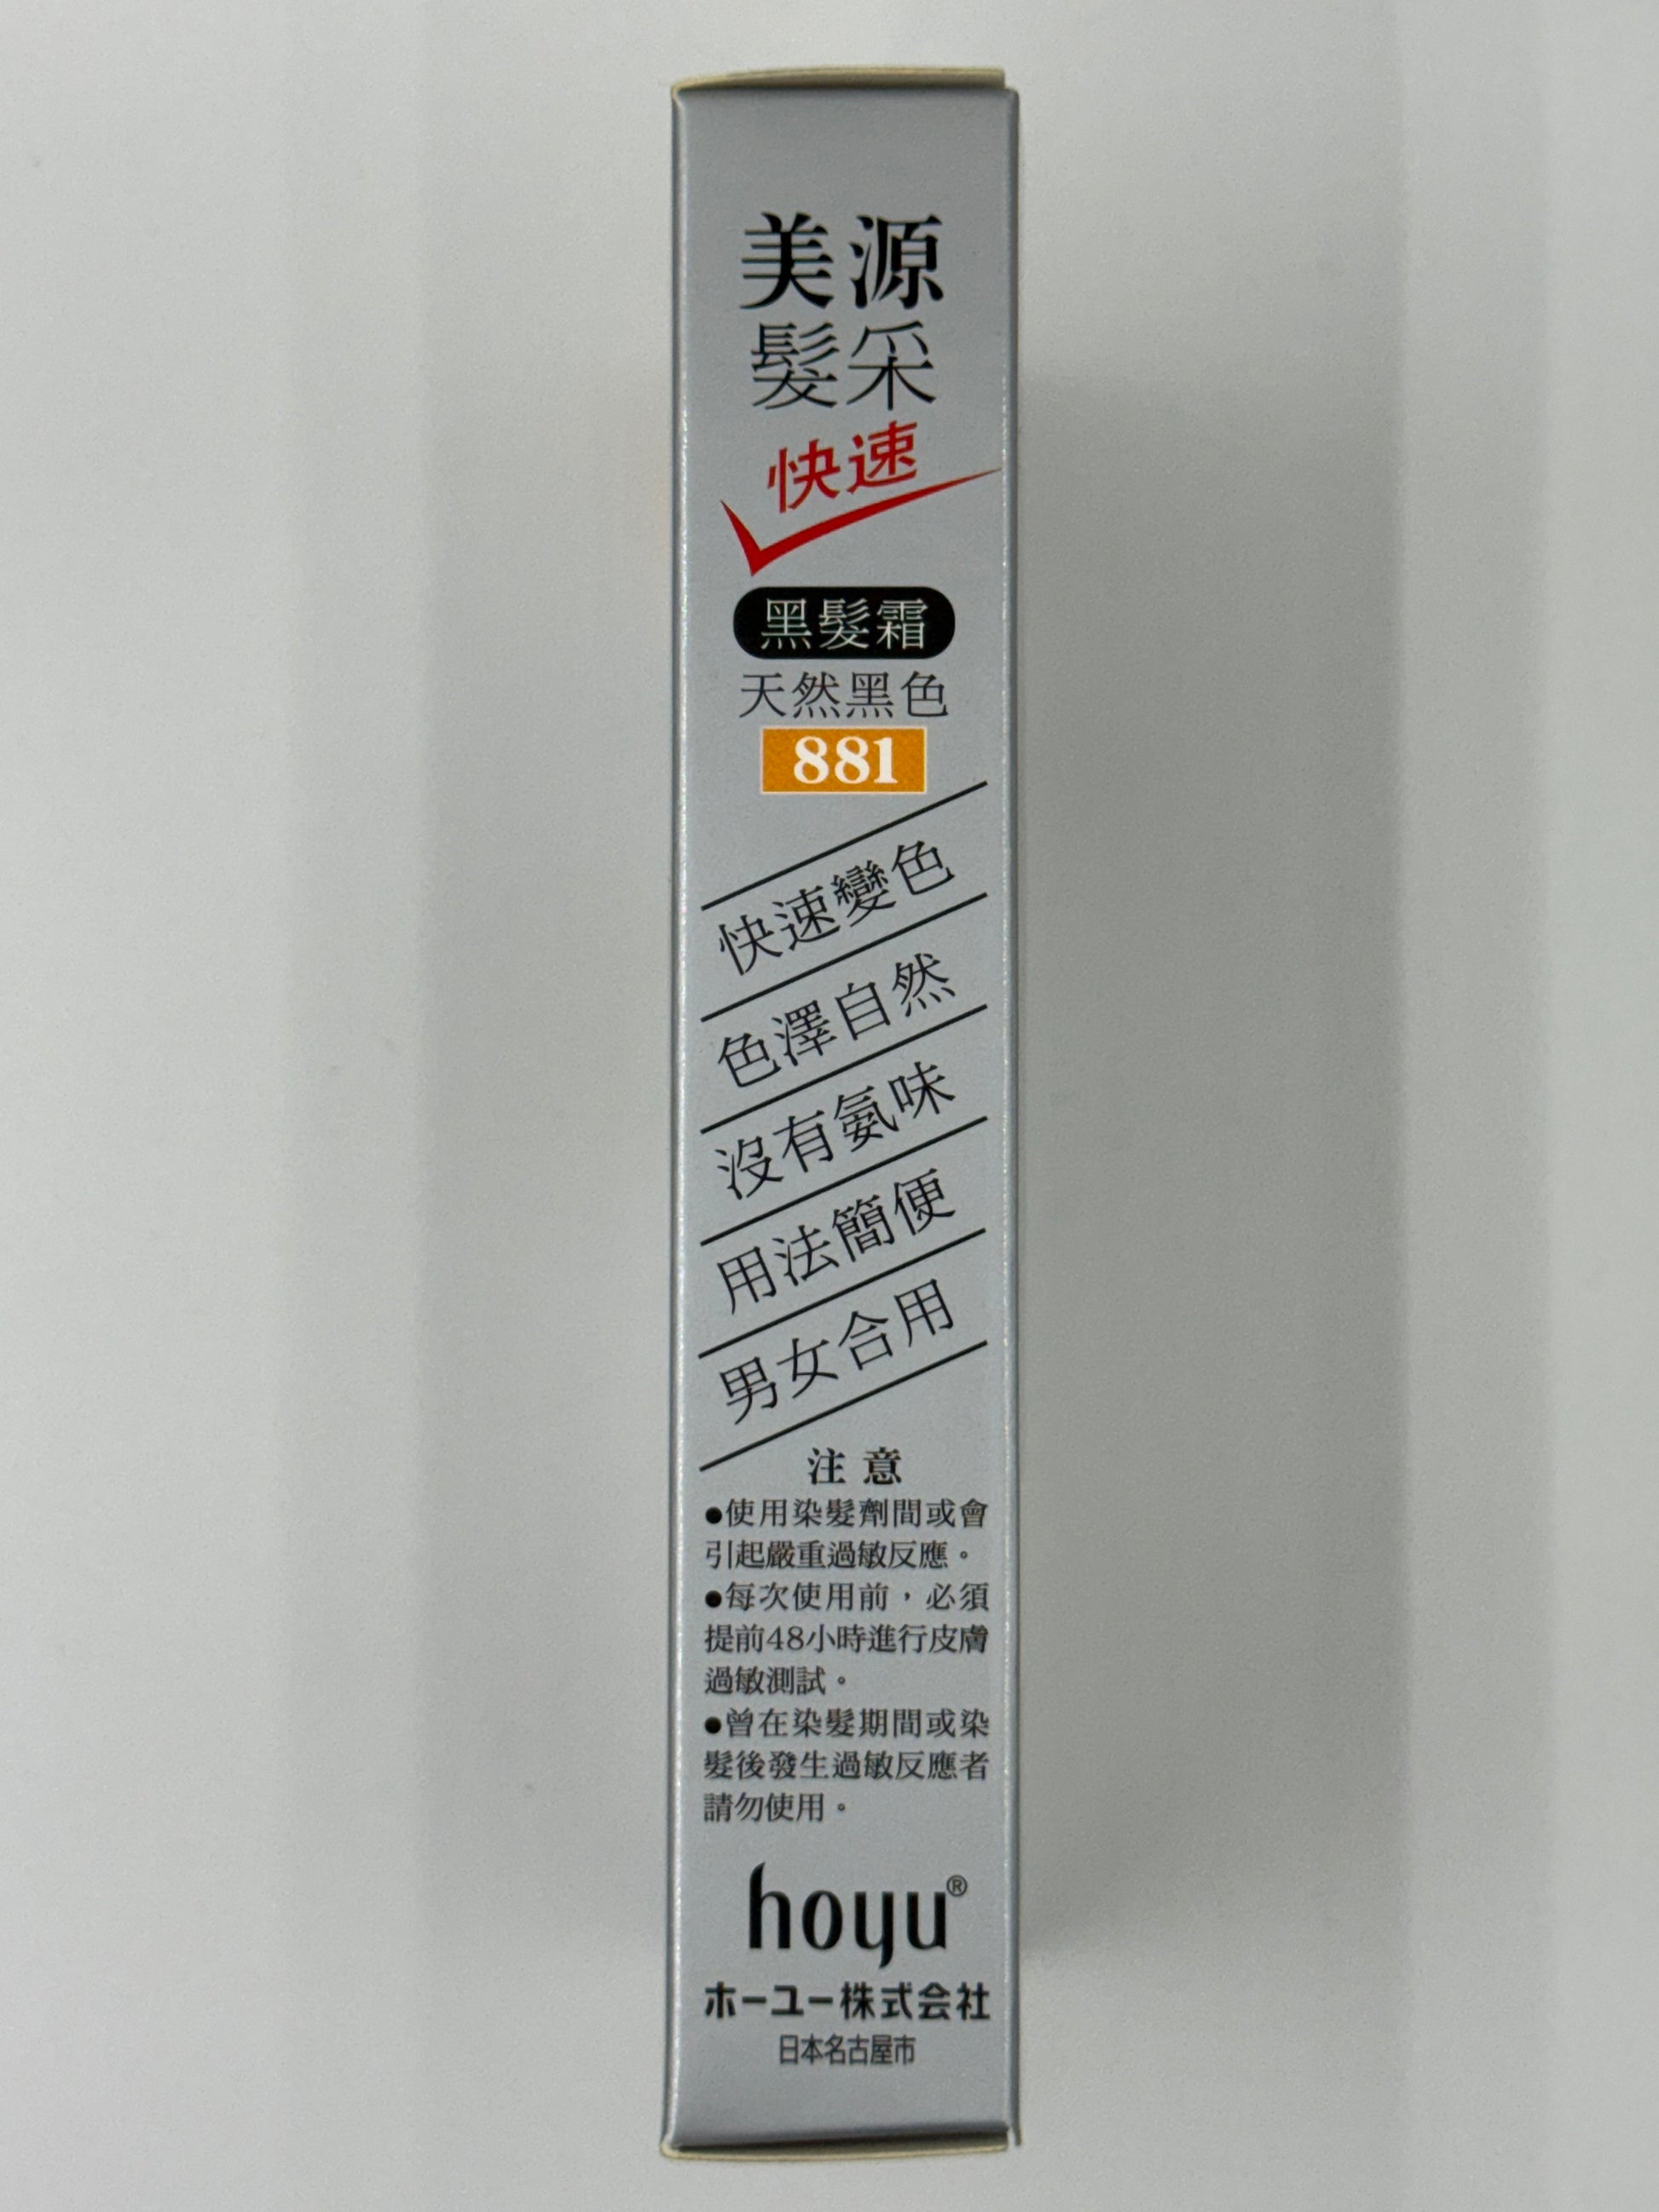 美源
髮采
快速
黑髮霜
天然黑色
881
快速變色
色澤自然
沒有氨味
用法簡便
男女合用
注意
●使用染髮劑間或會
引起嚴重過敏反應。
●每次使用前，必須
提前48小時進行皮膚
過敏測試。
●曾在染髮期間或染
髮後發生過敏反應者
請勿使用。
hoyu®
ホーユー株式会社
日本名古屋市